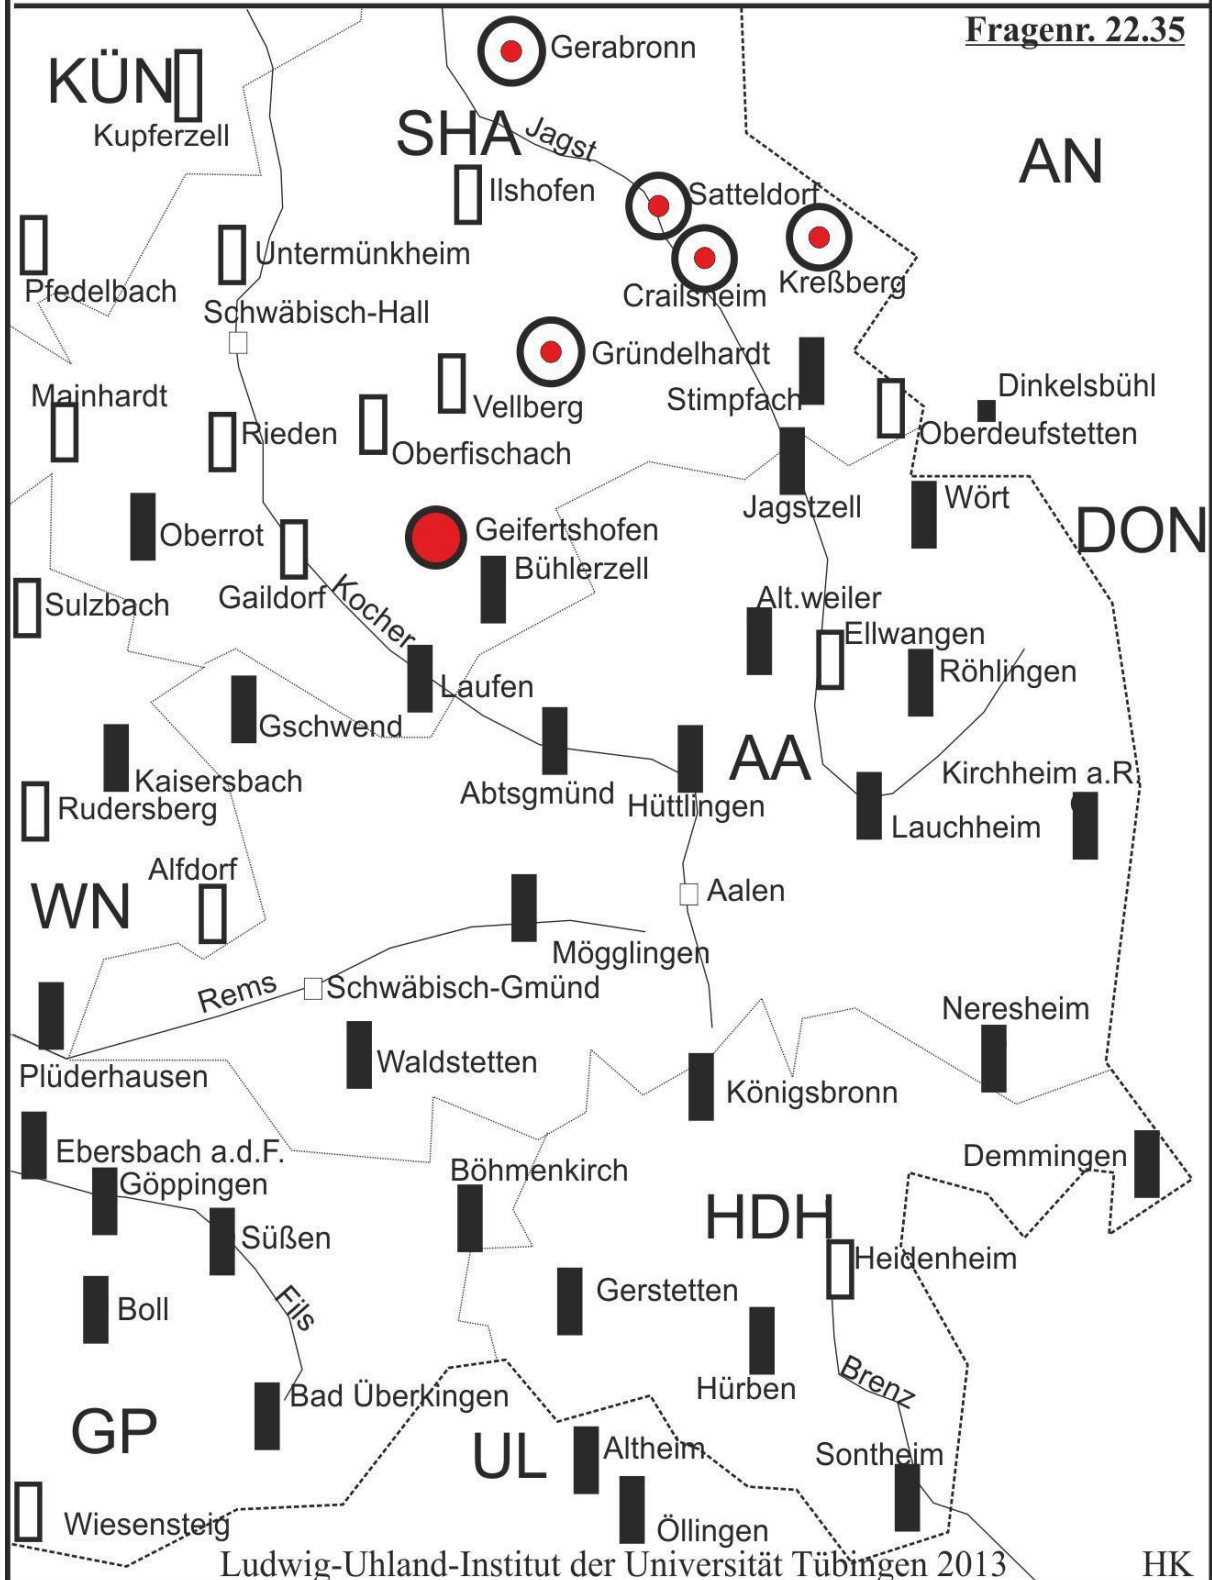 Fragenr. 22.35
Gerabronn
KÜN
Kupferzell
SHA
Jagst
AN
Ilshofen
Satteldorf
Untermünkheim
Kreßberg
Pfedelbach
Crailsheim
Schwäbisch-Hall
Gründelhardt
Mainhardt
Stimpfach
Dinkelsbühl
Vellberg
Rieden
Oberdeufstetten
Oberfischach
Jagstzell
Wört
Oberrot
Geifertshofen
DON
Bühlerzell
Sulzbach
Gaildorf
Kocher
Alt.weiler
Ellwangen
Röhlingen
Laufen
Gschwend
AA
Kaisersbach
Abtsgmünd
Hüttlingen
Kirchheim a.R.
Rudersberg
Lauchheim
Alfdorf
WN
Aalen
Mögglingen
Rems
Schwäbisch-Gmünd
Neresheim
Plüderhausen
Waldstetten
Königsbronn
Ebersbach a.d.F.
Demmingen
Göppingen
Böhmenkirch
HDH
Süßen
Heidenheim
Gerstetten
Boll
Fils
Hürben
Brenz
Bad Überkingen
GP
UL
Altheim
Sontheim
Wiesensteig
Öllingen
Ludwig-Uhland-Institut der Universität Tübingen 2013
HK